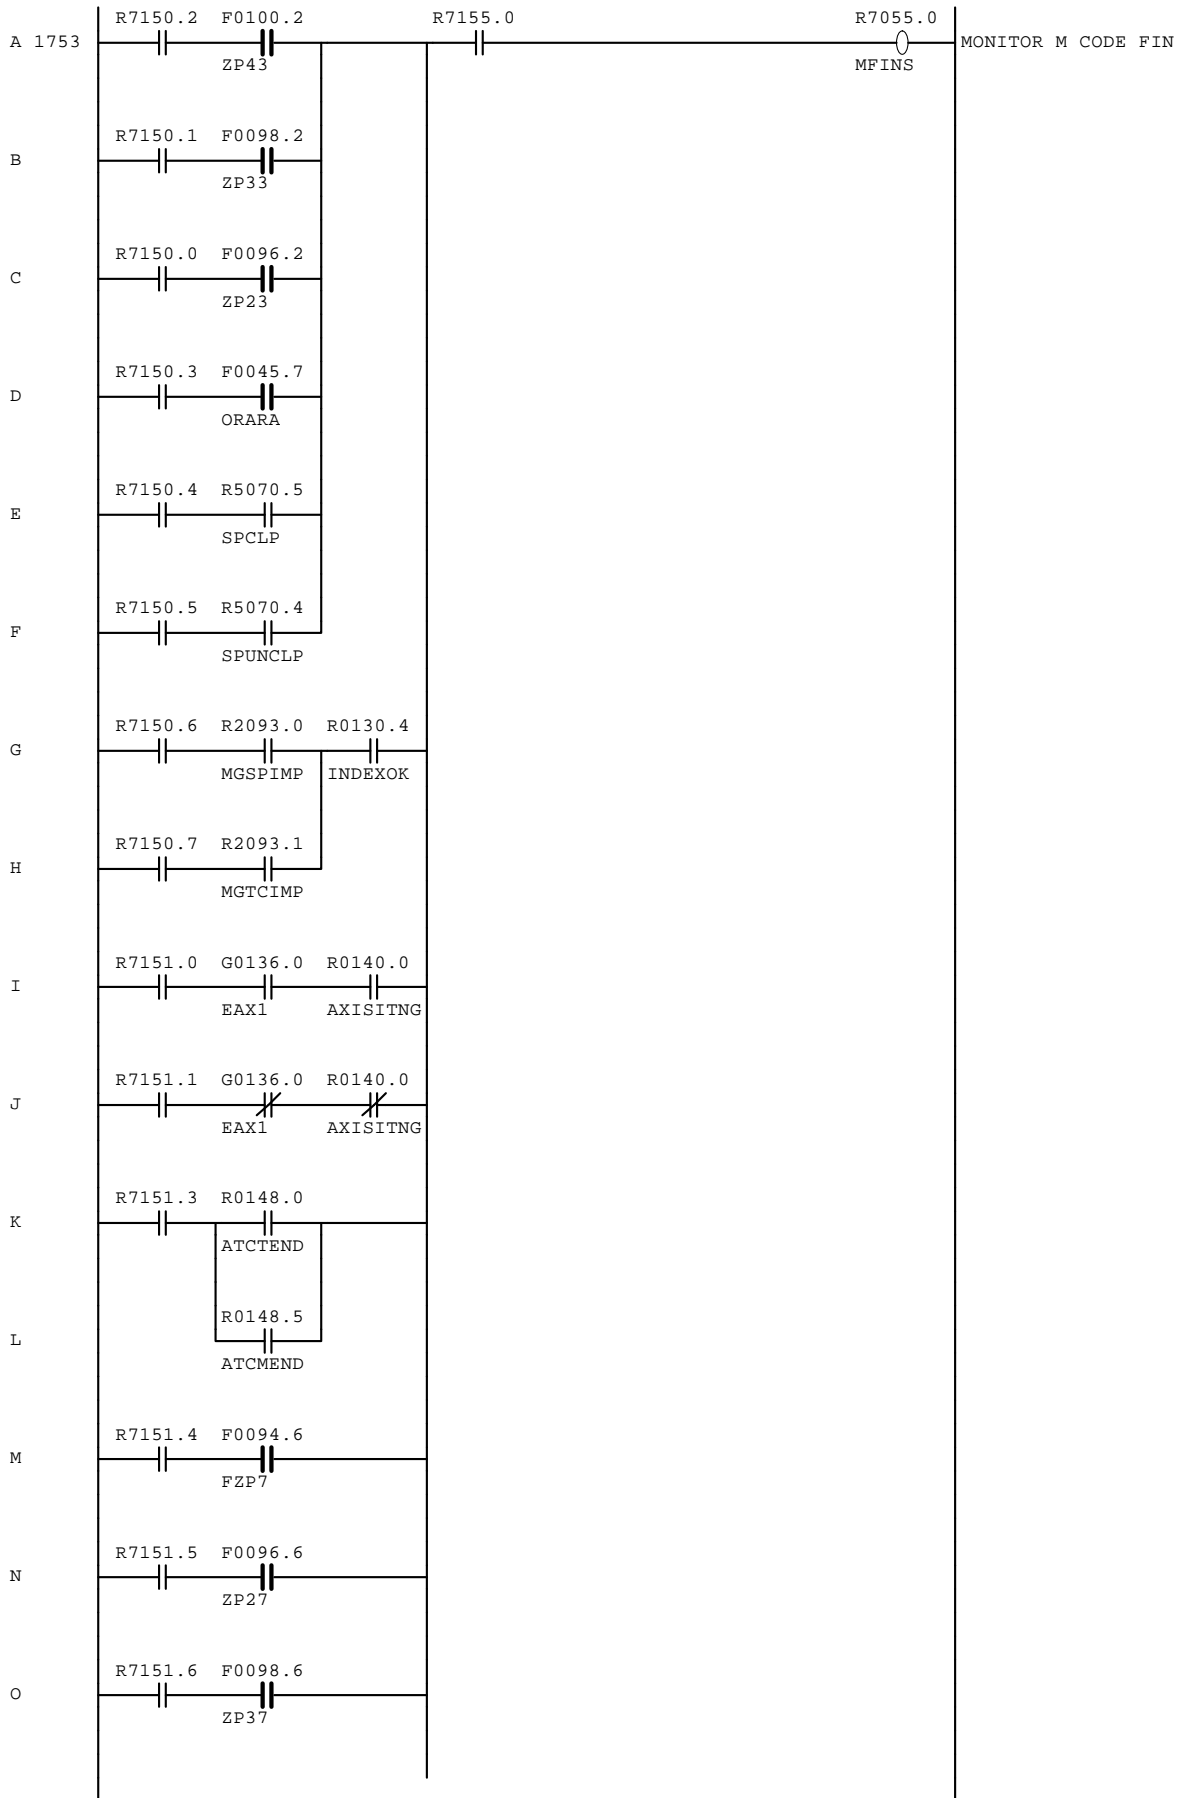 R7150.2 F0100.2 R7155.0 R7055.0
A 1753 MONITOR M CODE FIN
ZP43 MFINS
R7150.1 F0098.2
B
ZP33
R7150.0 F0096.2
C
ZP23
R7150.3 F0045.7
D
ORARA
R7150.4 R5070.5
E
SPCLP
R7150.5 R5070.4
F
SPUNCLP
R7150.6 R2093.0 R0130.4
G
MGSPIMP INDEXOK
R7150.7 R2093.1
H
MGTCIMP
R7151.0 G0136.0 R0140.0
I
EAX1 AXISITNG
R7151.1 G0136.0 R0140.0
J
EAX1 AXISITNG
R7151.3 R0148.0
K
ATCTEND
R0148.5
L
ATCMEND
R7151.4 F0094.6
M
FZP7
R7151.5 F0096.6
N
ZP27
R7151.6 F0098.6
O
ZP37